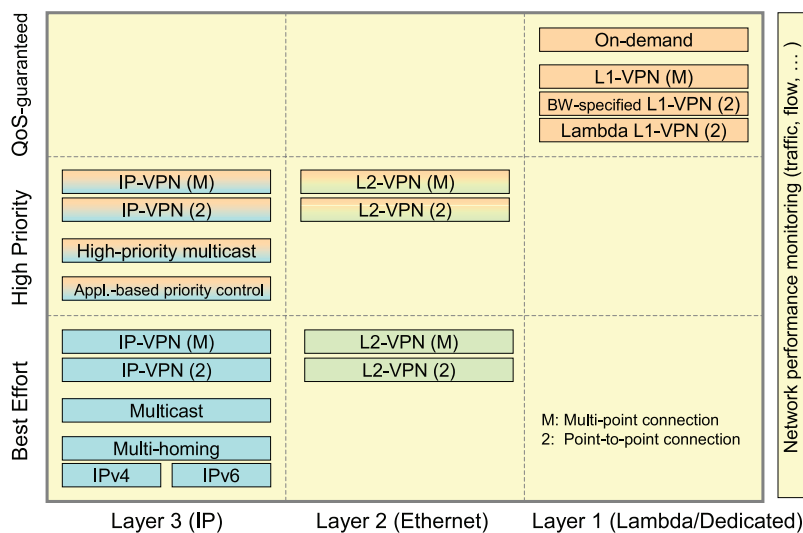 QoS-guaranteed
On-demand
L1-VPN (M)
BW-specified L1-VPN (2)
Lambda L1-VPN (2)
High Priority
IP-VPN (M)
IP-VPN (2)
High-priority multicast
Appl.-based priority control
L2-VPN (M)
L2-VPN (2)
Best Effort
IP-VPN (M)
IP-VPN (2)
Multicast
Multi-homing
IPv4
IPv6
L2-VPN (M)
L2-VPN (2)
M: Multi-point connection
2: Point-to-point connection
Layer 3 (IP)
Layer 2 (Ethernet)
Layer 1 (Lambda/Dedicated)
Network performance monitoring (traffic, flow, … )